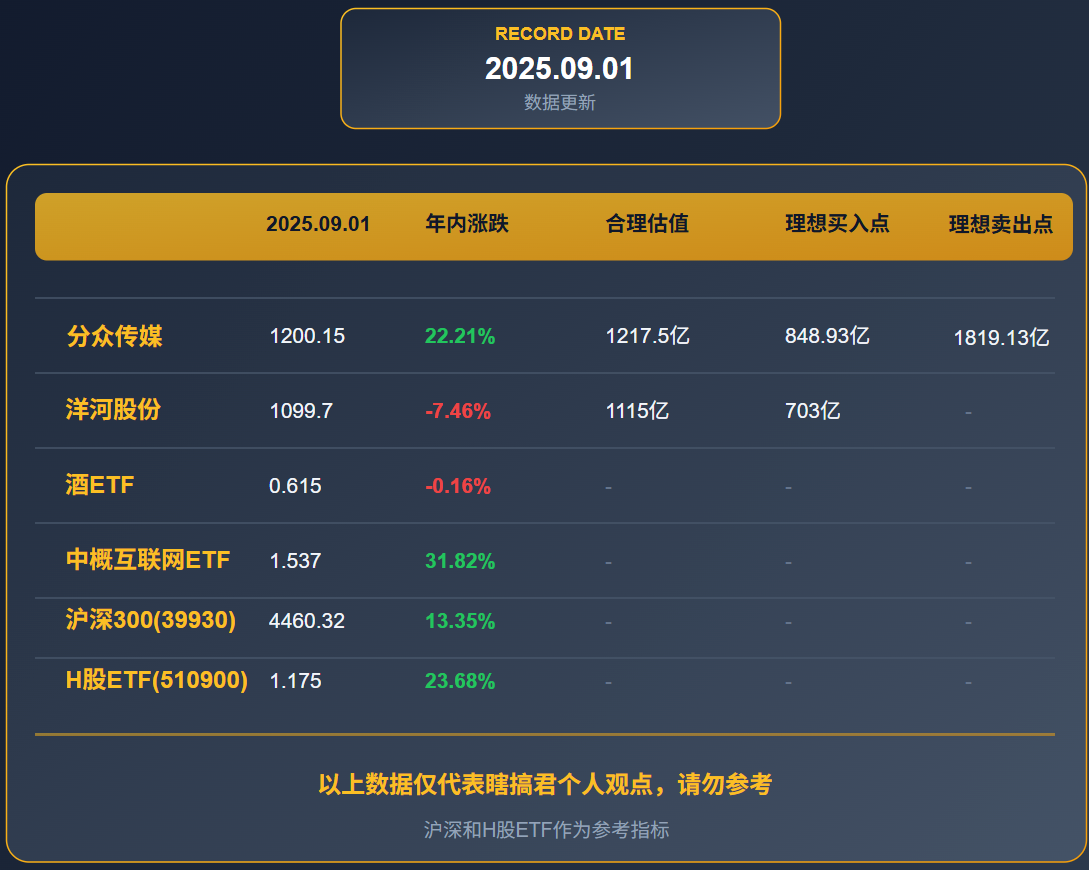 RECORD DATE
2025.09.01
数据更新
2025.09.01 年内涨跌 合理估值 理想买入点 理想卖出点
分众传媒 1200.15 22.21% 1217.5亿 848.93亿 1819.13亿
洋河股份 1099.7 -7.46% 1115亿 703亿 -
酒ETF 0.615 -0.16% - - -
中概互联网ETF 1.537 31.82% - - -
沪深300(39930) 4460.32 13.35% - - -
H股ETF(510900) 1.175 23.68% - - -
以上数据仅代表瞎搞君个人观点，请勿参考
沪深和H股ETF作为参考指标